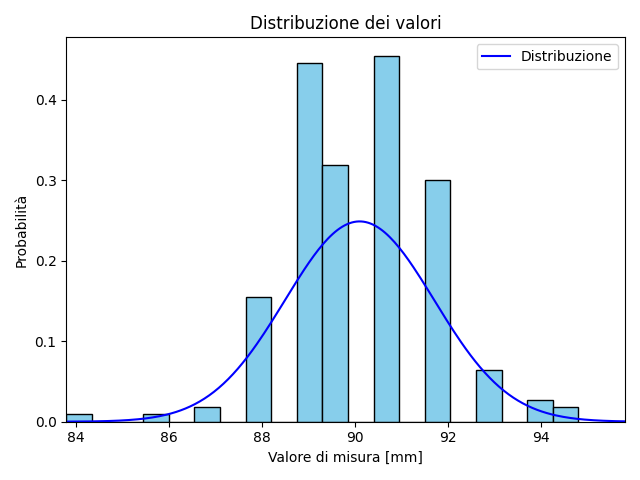 Distribuzione dei valori
Distribuzione
Probabilità
0.4
0.3
0.2
0.1
0.0
84 86 88 90 92 94
Valore di misura [mm]